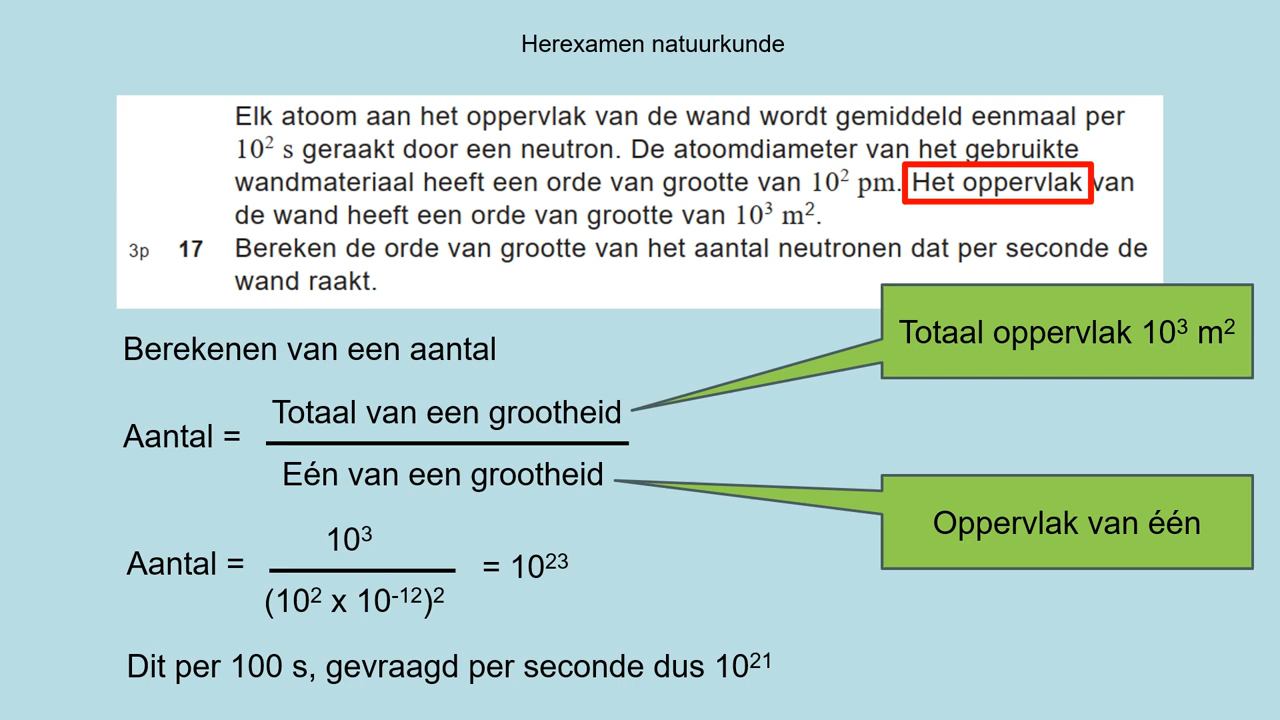 Herexamen natuurkunde
Elk atoom aan het oppervlak van de wand wordt gemiddeld eenmaal per
10² s geraakt door een neutron. De atoomdiameter van het gebruikte
wandmateriaal heeft een orde van grootte van 10² pm. Het oppervlak van
de wand heeft een orde van grootte van 10³ m².
3p 17 Bereken de orde van grootte van het aantal neutronen dat per seconde de
wand raakt.
Berekenen van een aantal
Totaal oppervlak 10³ m²
Totaal van een grootheid
Aantal =
Eén van een grootheid
Oppervlak van één
10³
Aantal = = 10²³
(10² x 10⁻¹²)²
Dit per 100 s, gevraagd per seconde dus 10²¹